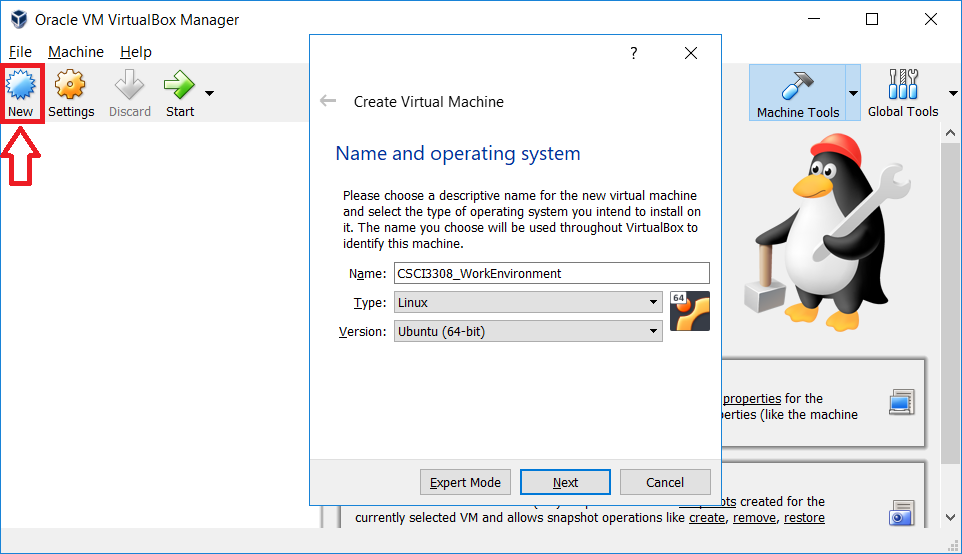 Oracle VM VirtualBox Manager
File Machine Help
New Settings Discard Start
Machine Tools Global Tools
?
Create Virtual Machine
Name and operating system
Please choose a descriptive name for the new virtual machine
and select the type of operating system you intend to install on
it. The name you choose will be used throughout VirtualBox to
identify this machine.
Name: CSCI3308_WorkEnvironment
Type: Linux
64
Version: Ubuntu (64-bit)
properties for the
perties (like the machine
Expert Mode Next Cancel
created for the
currently selected VM and allows snapshot operations like create, remove, restore